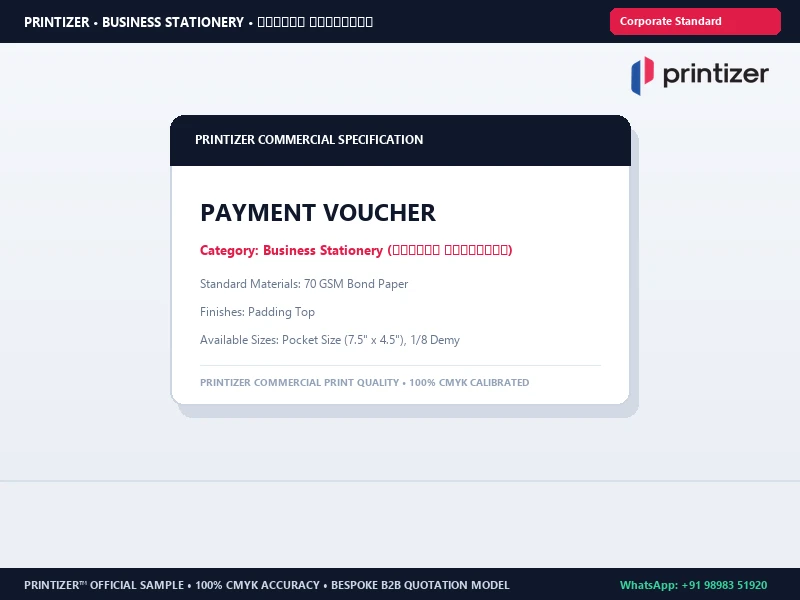 PRINTIZER • BUSINESS STATIONERY •
Corporate Standard
printizer
PRINTIZER COMMERCIAL SPECIFICATION
PAYMENT VOUCHER
Category: Business Stationery (
Standard Materials: 70 GSM Bond Paper
Finishes: Padding Top
Available Sizes: Pocket Size (7.5" x 4.5"), 1/8 Demy
PRINTIZER COMMERCIAL PRINT QUALITY • 100% CMYK CALIBRATED
PRINTIZER™ OFFICIAL SAMPLE • 100% CMYK ACCURACY • BESPOKE B2B QUOTATION MODEL
WhatsApp: +91 98983 51920